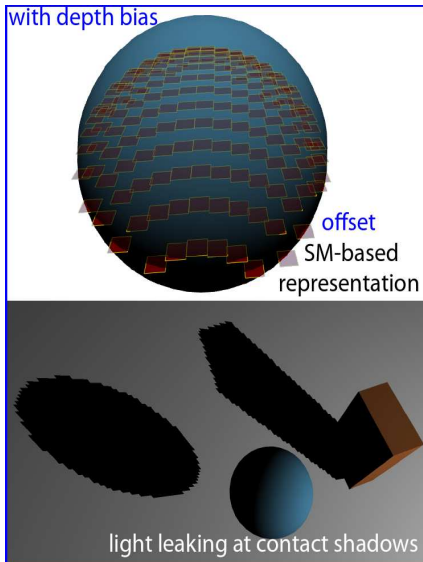 with depth bias
offset
SM-based
representation
light leaking at contact shadows